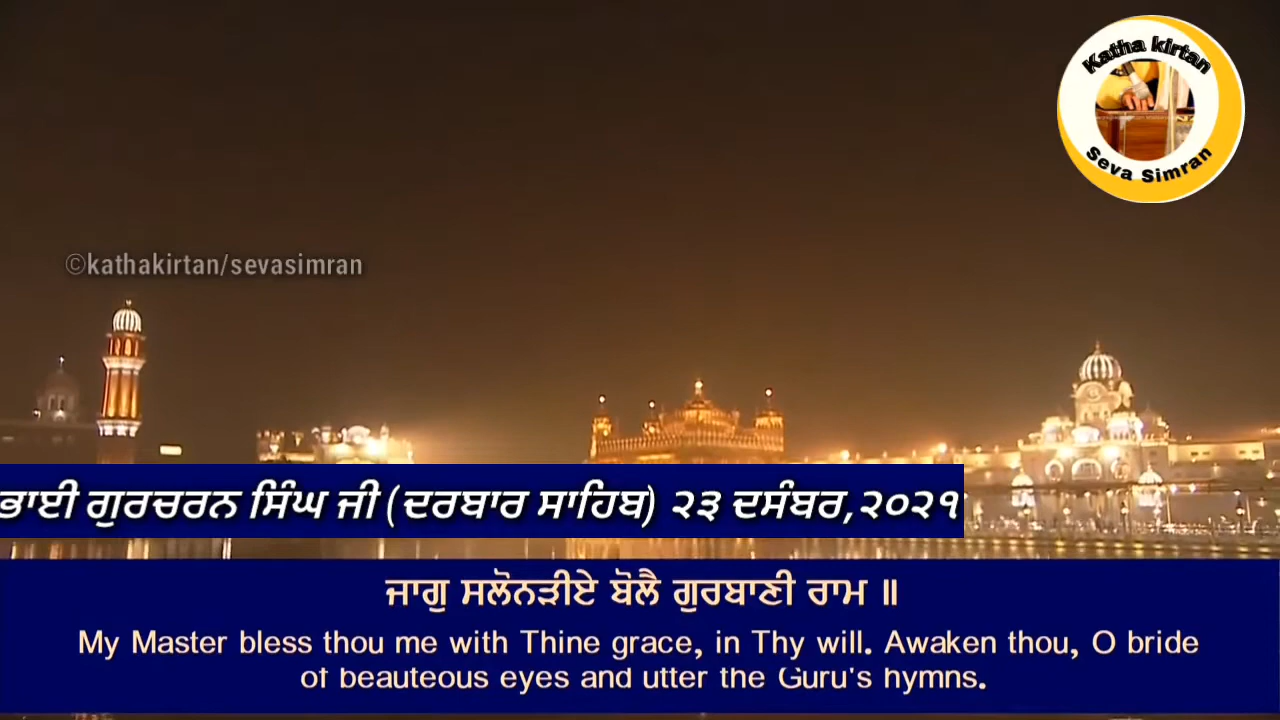 Katha kirtan
Seva Simran
©kathakirtan/sevasimran
ਭਾਈ ਗੁਰਚਰਨ ਸਿੰਘ ਜੀ (ਦਰਬਾਰ ਸਾਹਿਬ) ੨੩ ਦਸੰਬਰ,੨੦੨੧
ਜਾਗੁ ਸਲੋਨੜੀਏ ਬੋਲੈ ਗੁਰਬਾਣੀ ਰਾਮ ॥
My Master bless thou me with Thine grace, in Thy will. Awaken thou, O bride
of beauteous eyes and utter the Guru's hymns.